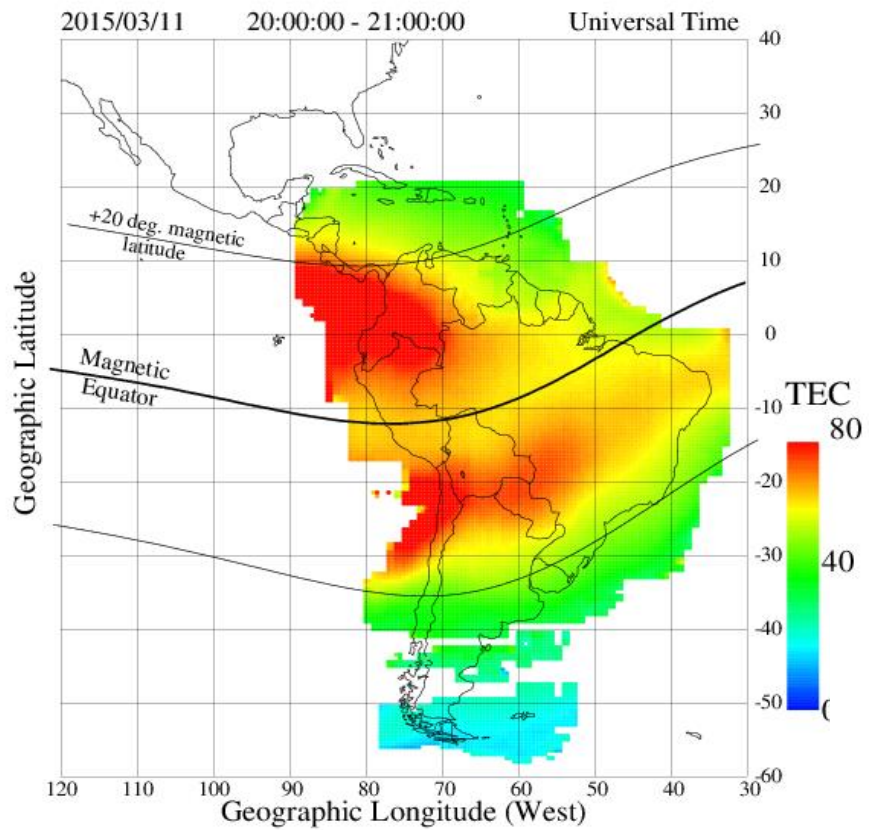 2015/03/11 20:00:00 - 21:00:00 Universal Time
40
30
20
10
0
-10
-20
-30
-40
-50
-60
+20 deg. magnetic
latitude
Magnetic
Equator
Geographic Latitude
TEC
80
40
120 110 100 90 80 70 60 50 40 30
Geographic Longitude (West)